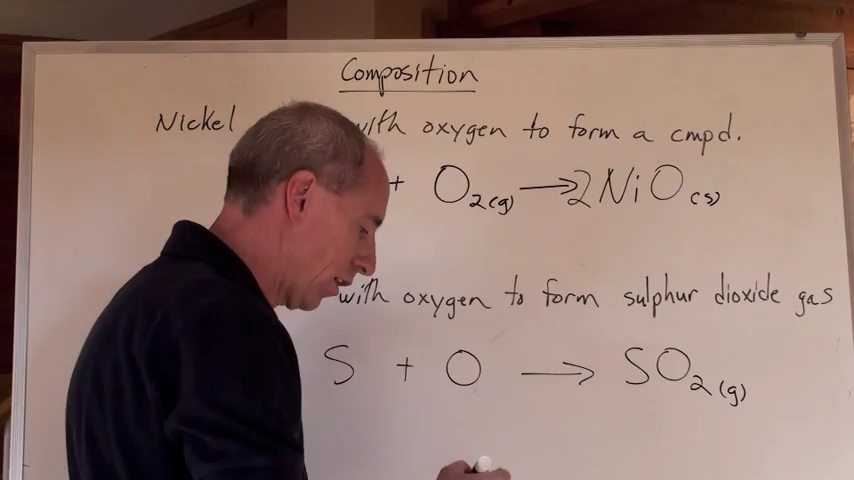 Composition
Nickel with oxygen to form a cmpd.
+ O₂(g) → 2NiO(s)
with oxygen to form sulphur dioxide gas
S + O → SO₂(g)